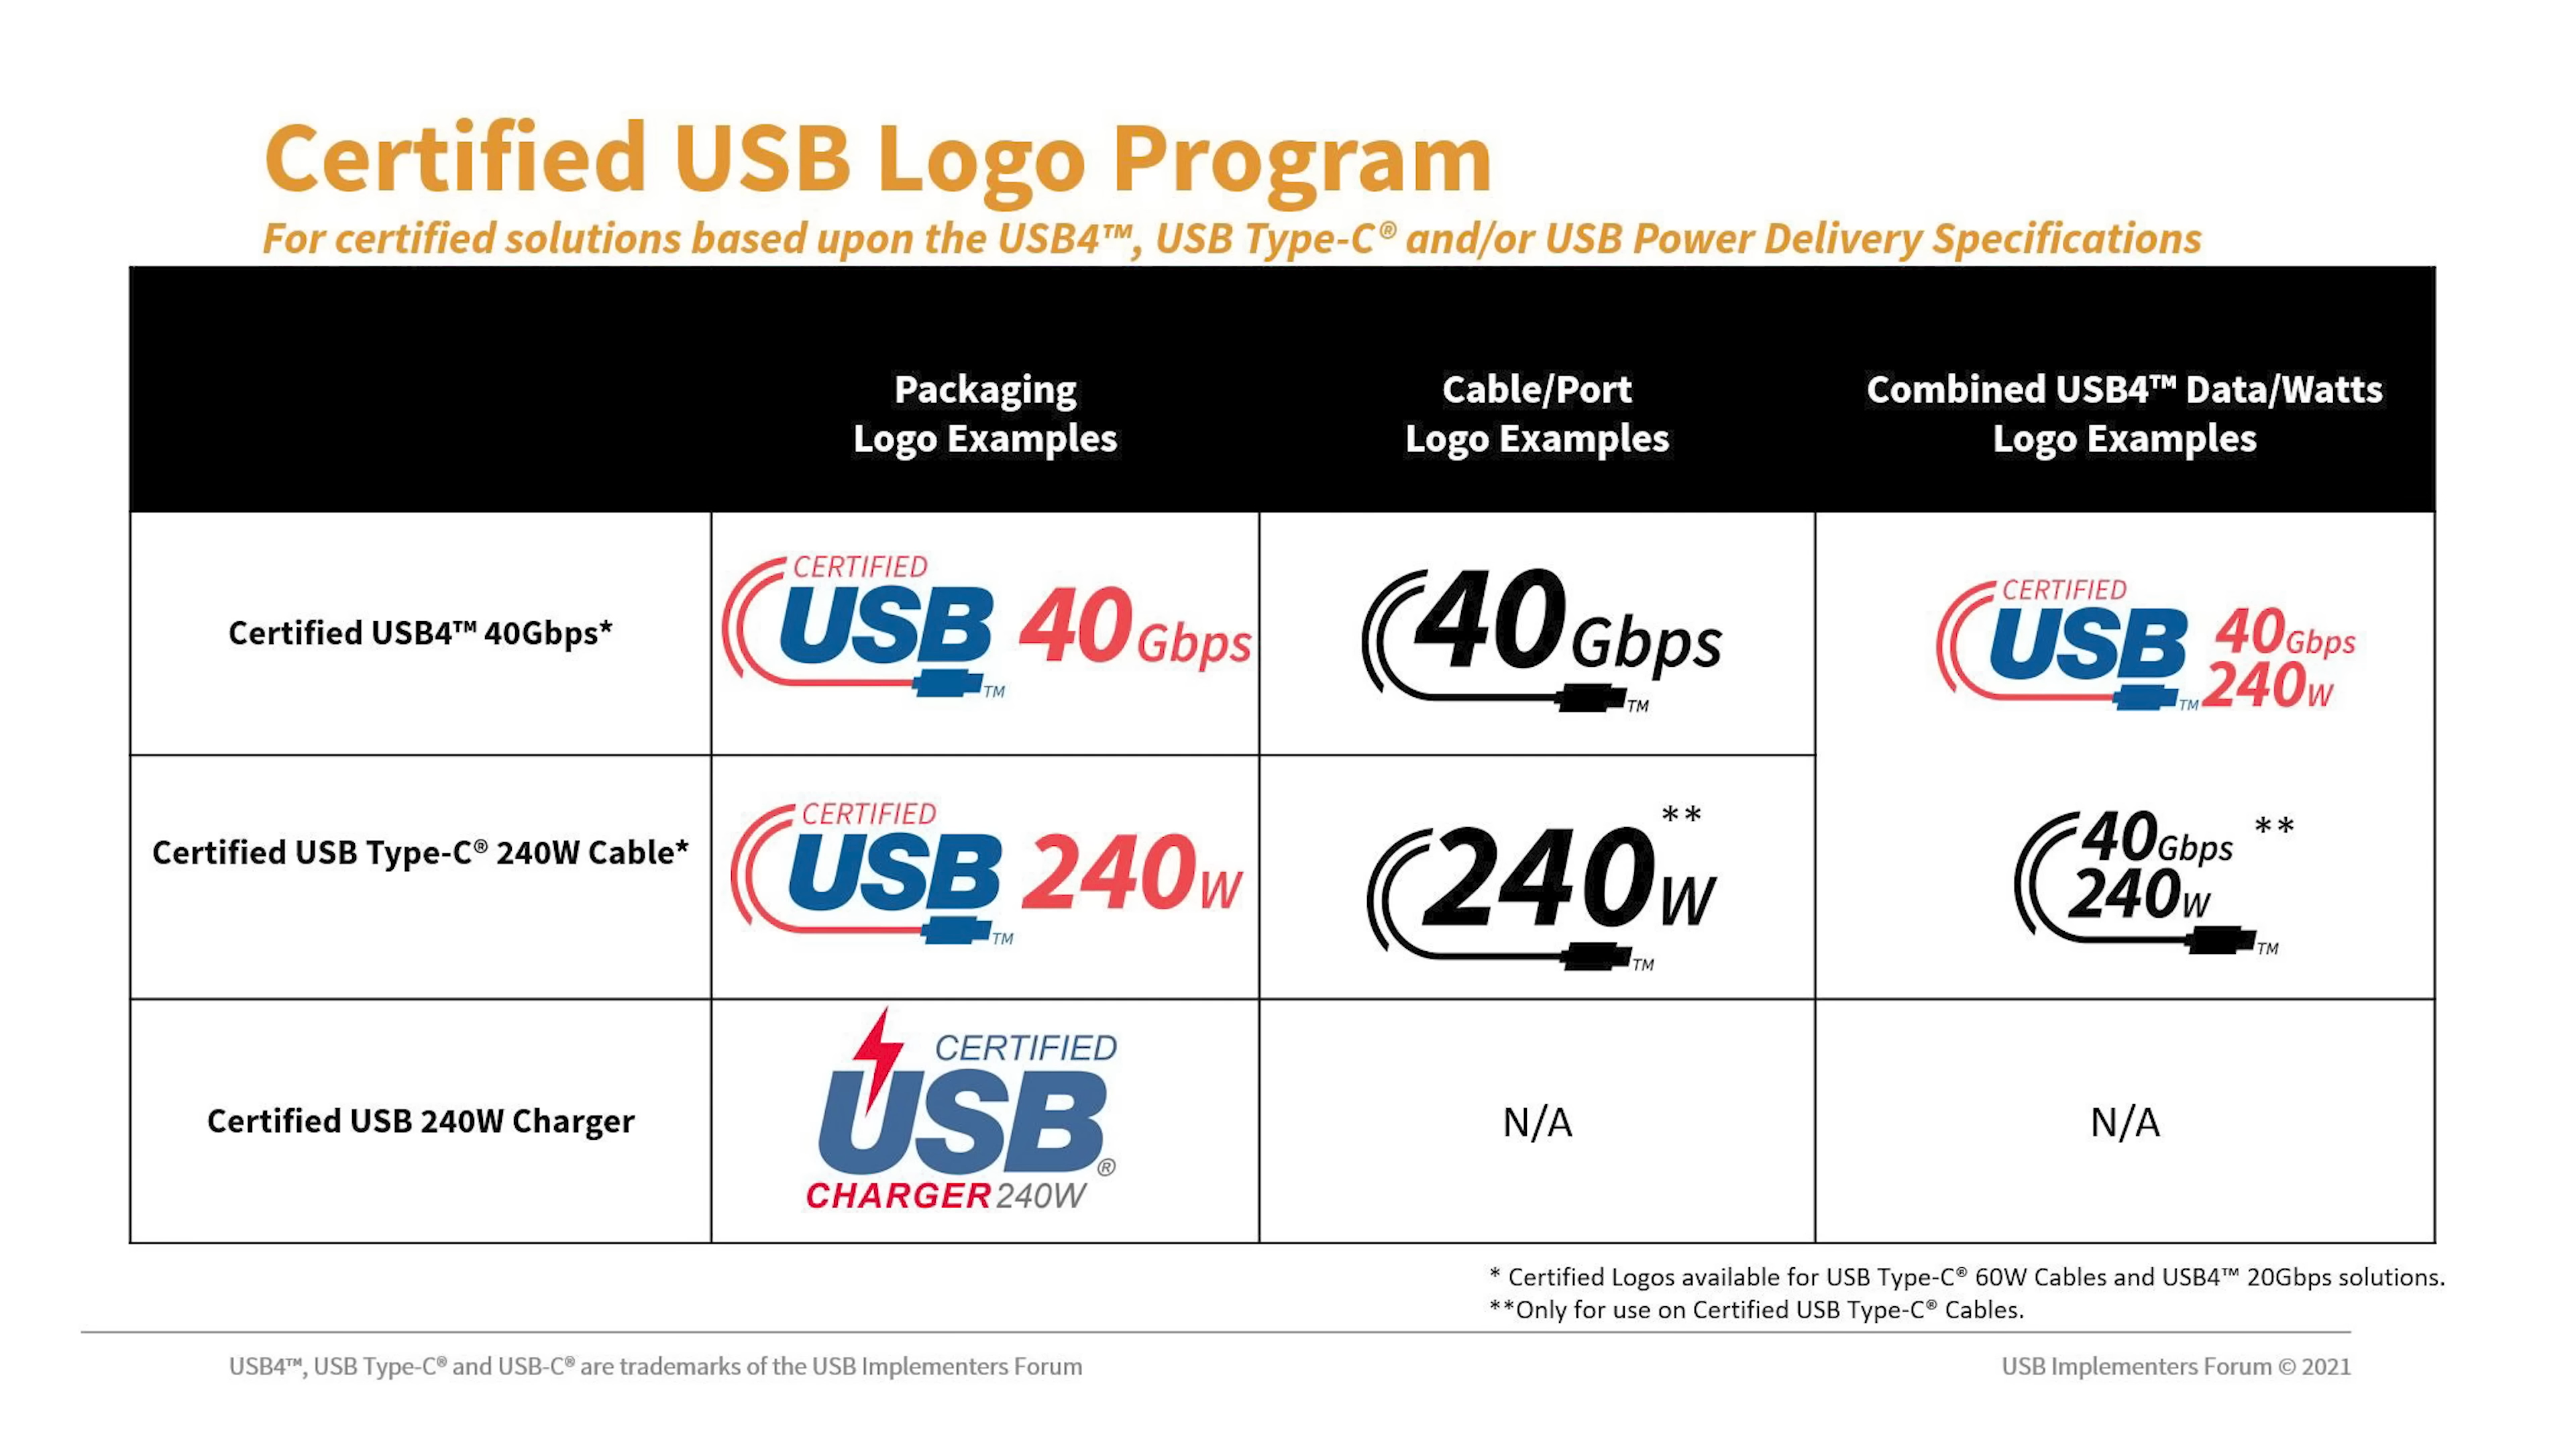 Certified USB Logo Program
For certified solutions based upon the USB4™, USB Type-C® and/or USB Power Delivery Specifications
Packaging
Logo Examples
Cable/Port
Logo Examples
Combined USB4™ Data/Watts
Logo Examples
Certified USB4™ 40Gbps*
CERTIFIED
USB 40Gbps
TM
40Gbps
TM
CERTIFIED
USB 40Gbps
TM 240W
Certified USB Type-C® 240W Cable*
CERTIFIED
USB 240W
TM
**
240W
TM
40Gbps **
240W
TM
Certified USB 240W Charger
CERTIFIED
USB®
CHARGER 240W
N/A
N/A
* Certified Logos available for USB Type-C® 60W Cables and USB4™ 20Gbps solutions.
**Only for use on Certified USB Type-C® Cables.
USB4™, USB Type-C® and USB-C® are trademarks of the USB Implementers Forum
USB Implementers Forum © 2021